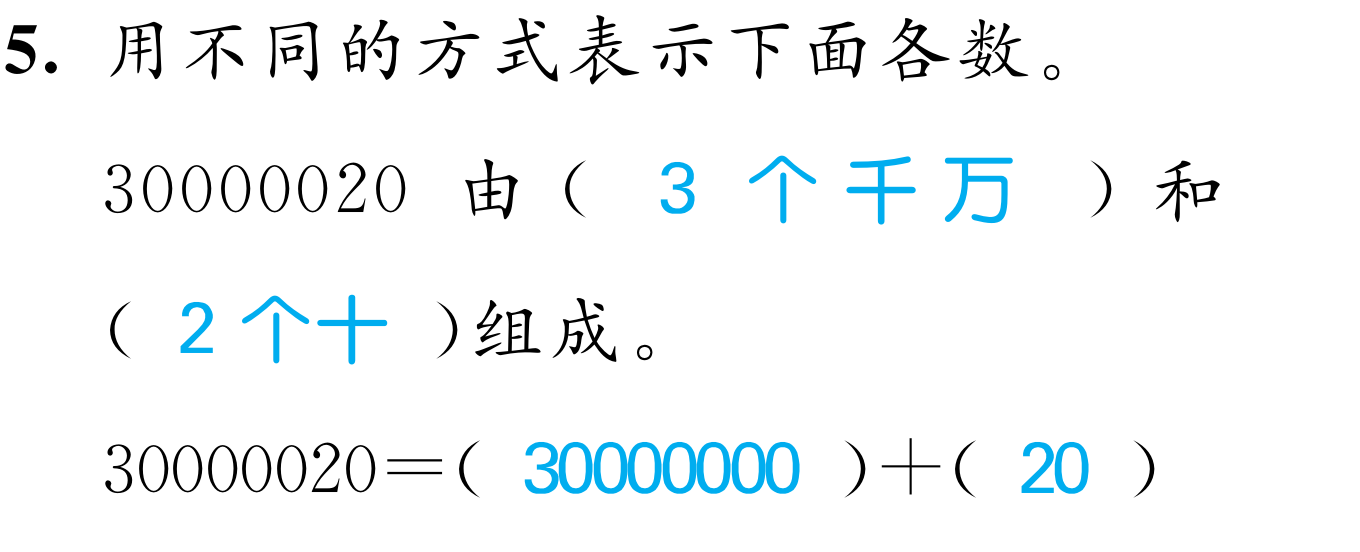 5. 用不同的方式表示下面各数。
30000020 由（ 3 个千万 ）和
（ 2 个十 ）组成。
30000020＝（ 30000000 ）＋（ 20 ）